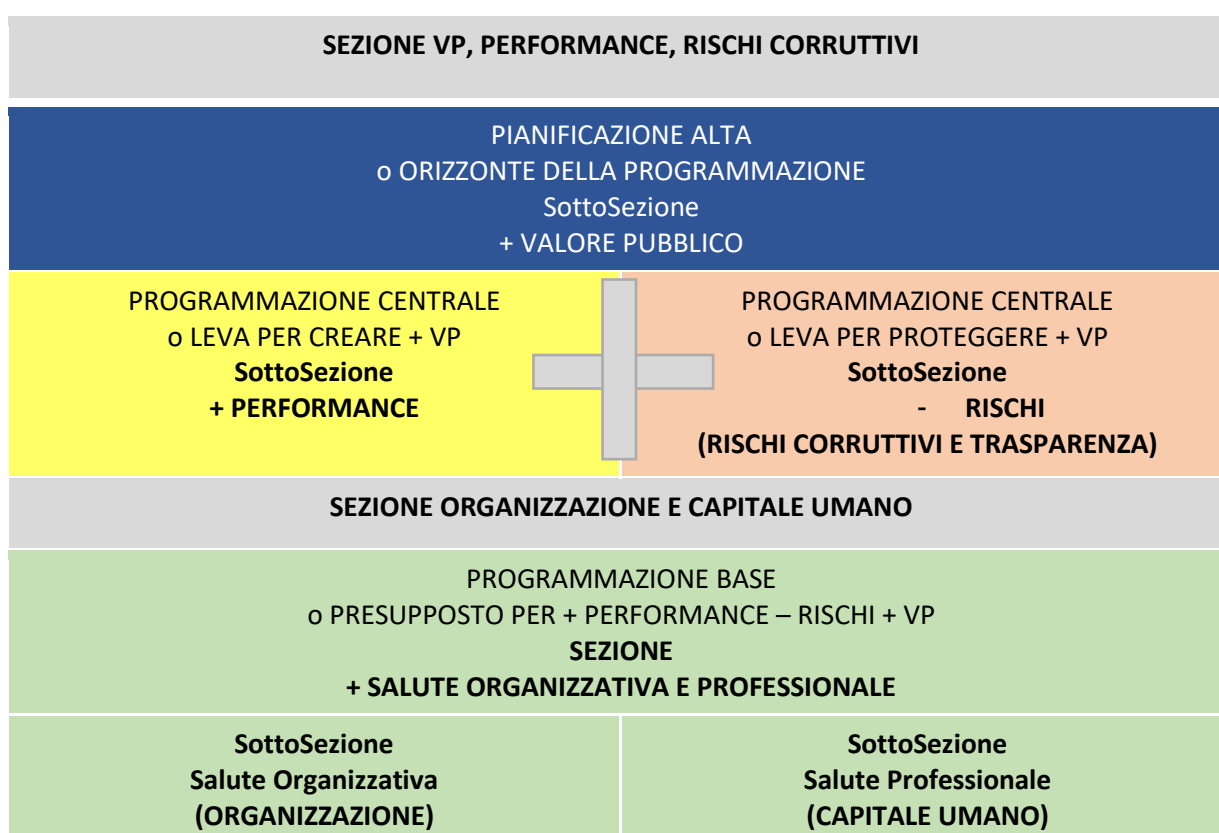 SEZIONE VP, PERFORMANCE, RISCHI CORRUTTIVI
PIANIFICAZIONE ALTA
o ORIZZONTE DELLA PROGRAMMAZIONE
SottoSezione
+ VALORE PUBBLICO
PROGRAMMAZIONE CENTRALE
o LEVA PER CREARE + VP
SottoSezione
+ PERFORMANCE
PROGRAMMAZIONE CENTRALE
o LEVA PER PROTEGGERE + VP
SottoSezione
- RISCHI
(RISCHI CORRUTTIVI E TRASPARENZA)
SEZIONE ORGANIZZAZIONE E CAPITALE UMANO
PROGRAMMAZIONE BASE
o PRESUPPOSTO PER + PERFORMANCE – RISCHI + VP
SEZIONE
+ SALUTE ORGANIZZATIVA E PROFESSIONALE
SottoSezione
Salute Organizzativa
(ORGANIZZAZIONE)
SottoSezione
Salute Professionale
(CAPITALE UMANO)